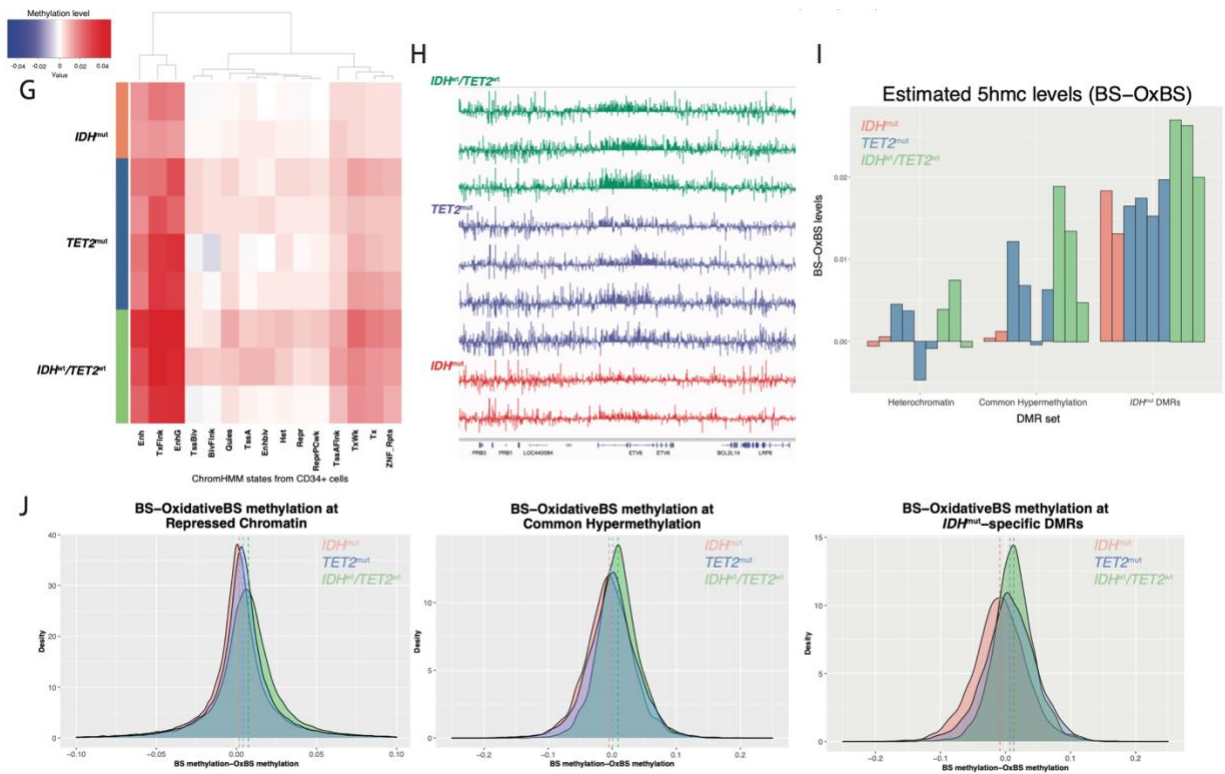 Methylation level
-0.04 -0.02 0 0.02 0.04
Value
G
IDHmut
TET2mut
IDHwt/TET2wt
Enh
TxFlnk
EnhG
TssBiv
BivFlnk
Quies
TssA
EnhBiv
Het
Repr
ReprPCwk
TssAFlnk
TxWk
Tx
ZNF_Rpts
ChromHMM states from CD34+ cells
H
IDHwt/TET2wt
TET2mut
IDHmut
PRB3 PRB1 LOC440084 ETV6 ETV6 BCL2L14 LRP6
I
Estimated 5hmc levels (BS–OxBS)
IDHmut
TET2mut
IDHwt/TET2wt
BS–OxBS levels
0.02
0.01
0.00
Heterochromatin Common Hypermethylation IDHmut DMRs
DMR set
J
BS–OxidativeBS methylation at
Repressed Chromatin
IDHmut
TET2mut
IDHwt/TET2wt
Desity
40
30
20
10
0
−0.10 −0.05 0.00 0.05 0.10
BS methylation–OxBS methylation
BS–OxidativeBS methylation at
Common Hypermethylation
IDHmut
TET2mut
IDHwt/TET2wt
Desity
10
5
0
−0.2 −0.1 0.0 0.1 0.2
BS methylation–OxBS methylation
BS–OxidativeBS methylation at
IDHmut–specific DMRs
IDHmut
TET2mut
IDHwt/TET2wt
Desity
15
10
5
0
−0.2 −0.1 0.0 0.1 0.2
BS methylation–OxBS methylation